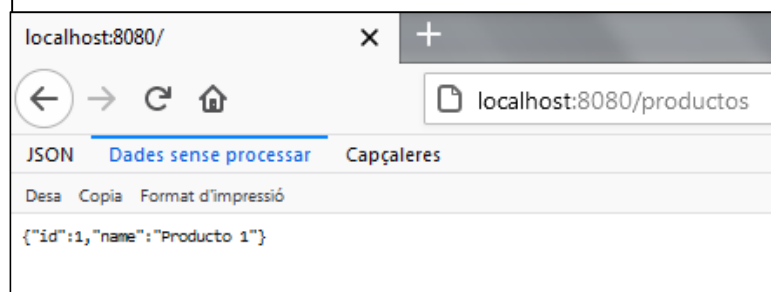 localhost:8080/
localhost:8080/productos
JSON Dades sense processar Capçaleres
Desa Copia Format d'impressió
{"id":1,"name":"Producto 1"}